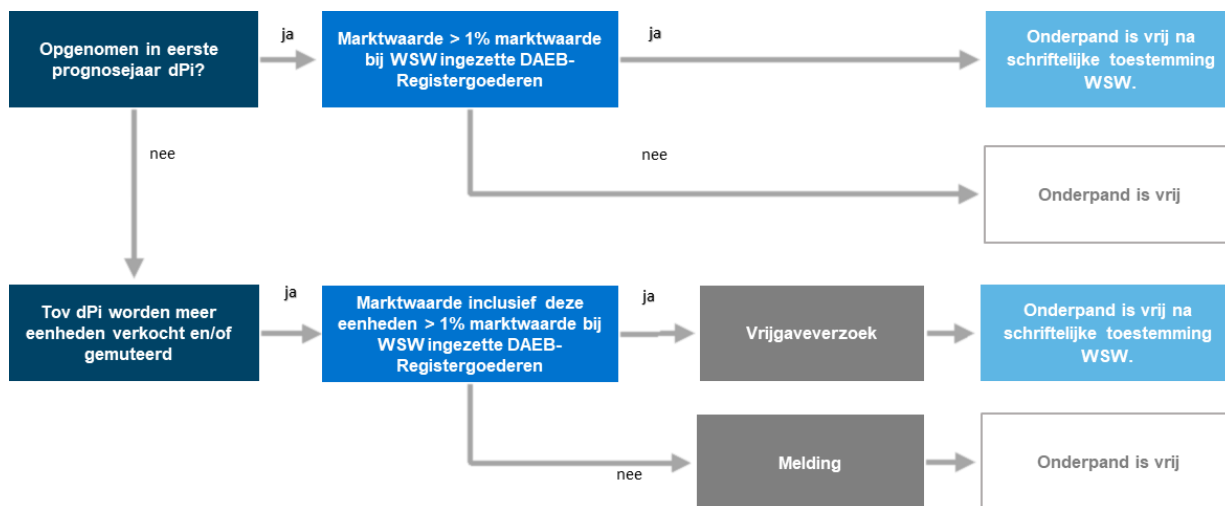 Opgenomen in eerste
prognosejaar dPi?
ja
Marktwaarde > 1% marktwaarde
bij WSW ingezette DAEB-
Registergoederen
ja
Onderpand is vrij na
schriftelijke toestemming
WSW.
nee
nee
Onderpand is vrij
Tov dPi worden meer
eenheden verkocht en/of
gemuteerd
ja
Marktwaarde inclusief deze
eenheden > 1% marktwaarde bij
WSW ingezette DAEB-
Registergoederen
ja
Vrijgaveverzoek
Onderpand is vrij na
schriftelijke toestemming
WSW.
nee
Melding
Onderpand is vrij